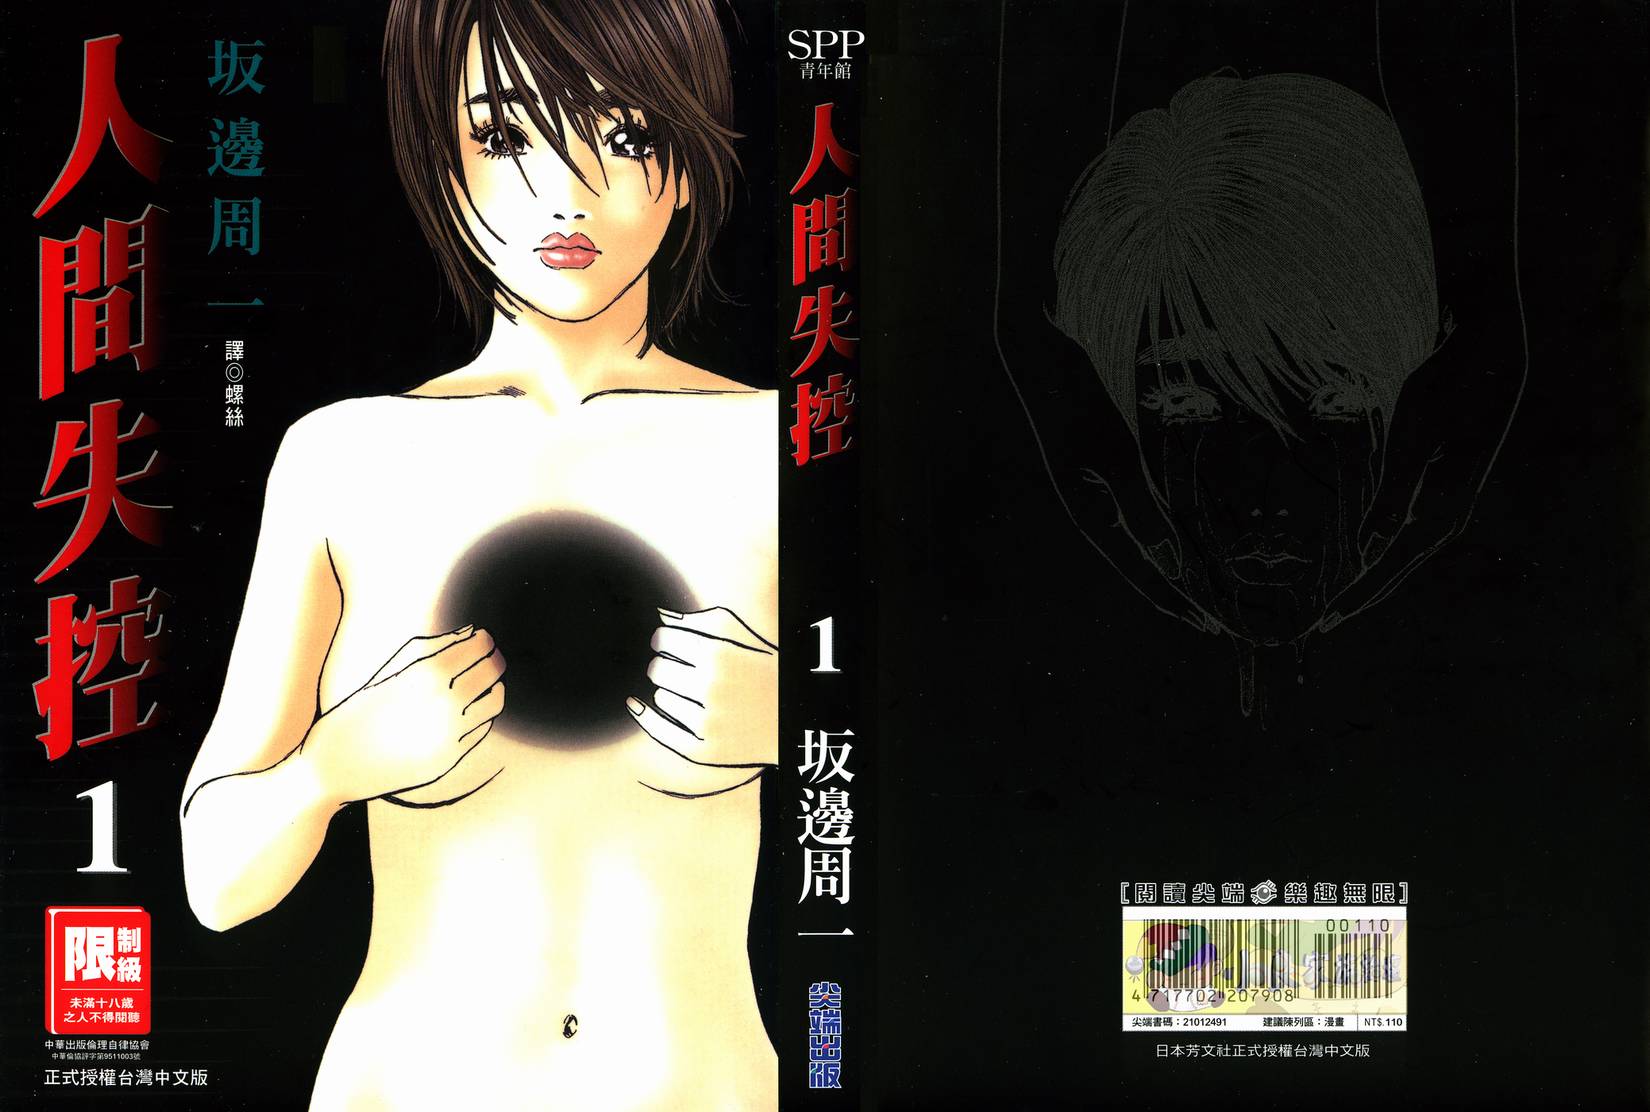 人間失控
1
坂邊周一
譯◎螺絲
限制級
未滿十八歲
之人不得閱聽
中華出版倫理自律協會
中華倫協評字第9511003號
正式授權台灣中文版
SPP
青年館
人間失控
1
坂邊周一
尖端出版
[閱讀尖端 樂趣無限]
00110
4 717702 207908
尖端書碼：21012491
建議陳列區：漫畫
NT$.110
日本芳文社正式授權台灣中文版